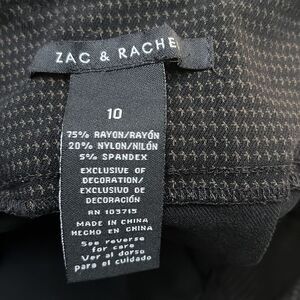 ZAC & RACHE
10
75% RAYON/RAYÓN
20% NYLON/NILÓN
5% SPANDEX
EXCLUSIVE OF
DECORATION/
EXCLUSIVO DE
DECORACIÓN
RN 103715
MADE IN CHINA
HECHO EN CHINA
See reverse
for care
Ver al dorso
para el cuidado